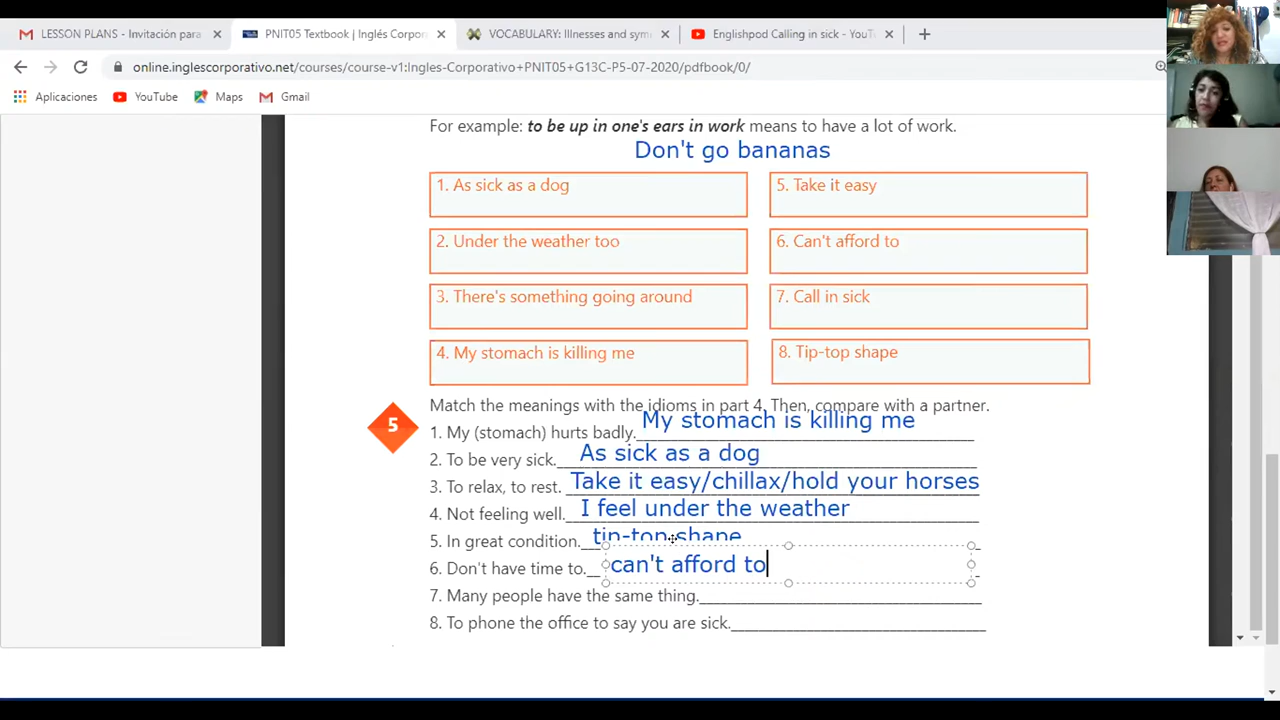 LESSON PLANS - Invitación para
PNIT05 Textbook | Inglés Corpor
VOCABULARY: Illnesses and sym
Englishpod Calling in sick - YouT
online.inglescorporativo.net/courses/course-v1:Ingles-Corporativo+PNIT05+G13C-P5-07-2020/pdfbook/0/
Aplicaciones YouTube Maps Gmail
For example: to be up in one's ears in work means to have a lot of work.
Don't go bananas
1. As sick as a dog
5. Take it easy
2. Under the weather too
6. Can't afford to
3. There's something going around
7. Call in sick
4. My stomach is killing me
8. Tip-top shape
5
Match the meanings with the idioms in part 4. Then, compare with a partner.
1. My (stomach) hurts badly. My stomach is killing me
2. To be very sick. As sick as a dog
3. To relax, to rest. Take it easy/chillax/hold your horses
4. Not feeling well. I feel under the weather
5. In great condition. tip-top shape
6. Don't have time to. can't afford to
7. Many people have the same thing.
8. To phone the office to say you are sick.